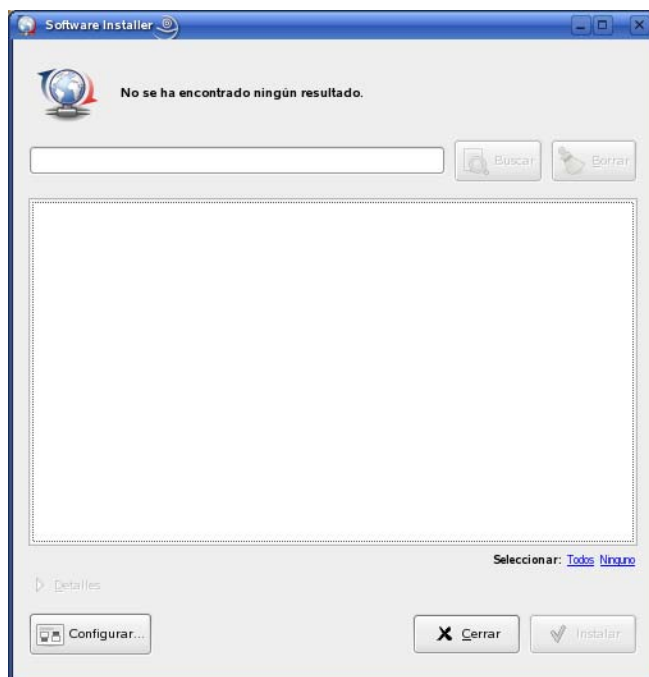 Software Installer
No se ha encontrado ningún resultado.
Buscar
Borrar
Seleccionar: Todos Ninguno
Detalles
Configurar...
Cerrar
Instalar